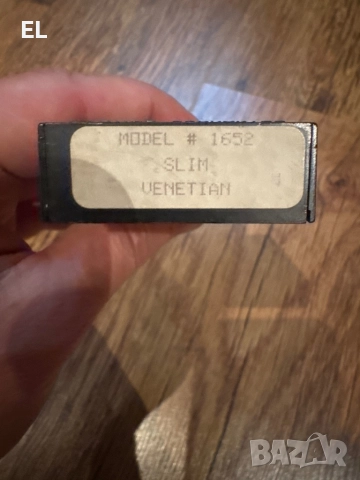 EL
MODEL # 1652
SLIM
VENETIAN
BAZAR